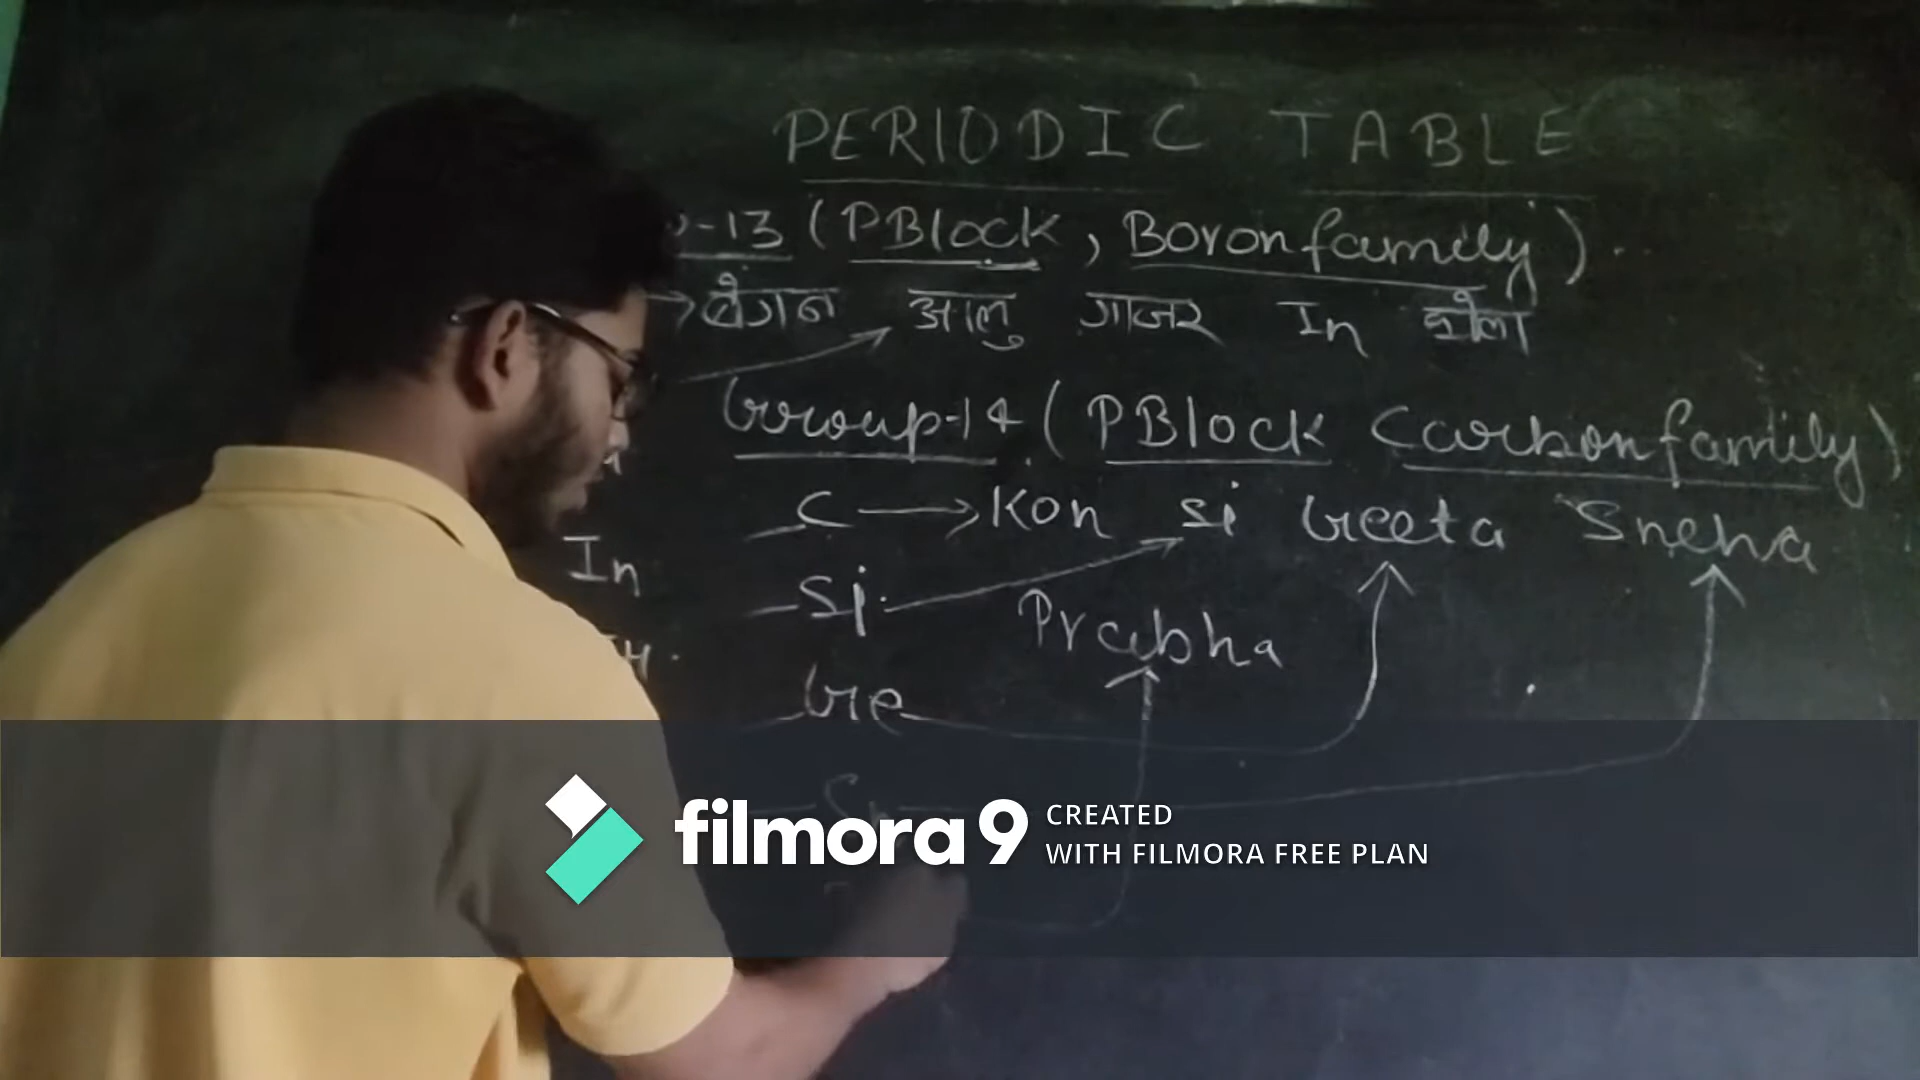 PERIODIC TABLE
-13 (PBlock, Boron family)
→ बैंगन आलु गाजर In थैला
Group-14 (PBlock Carbon family)
C → Kon si Geeta Sneha
In
Si
Prabha
Ge
filmora 9 CREATED
WITH FILMORA FREE PLAN